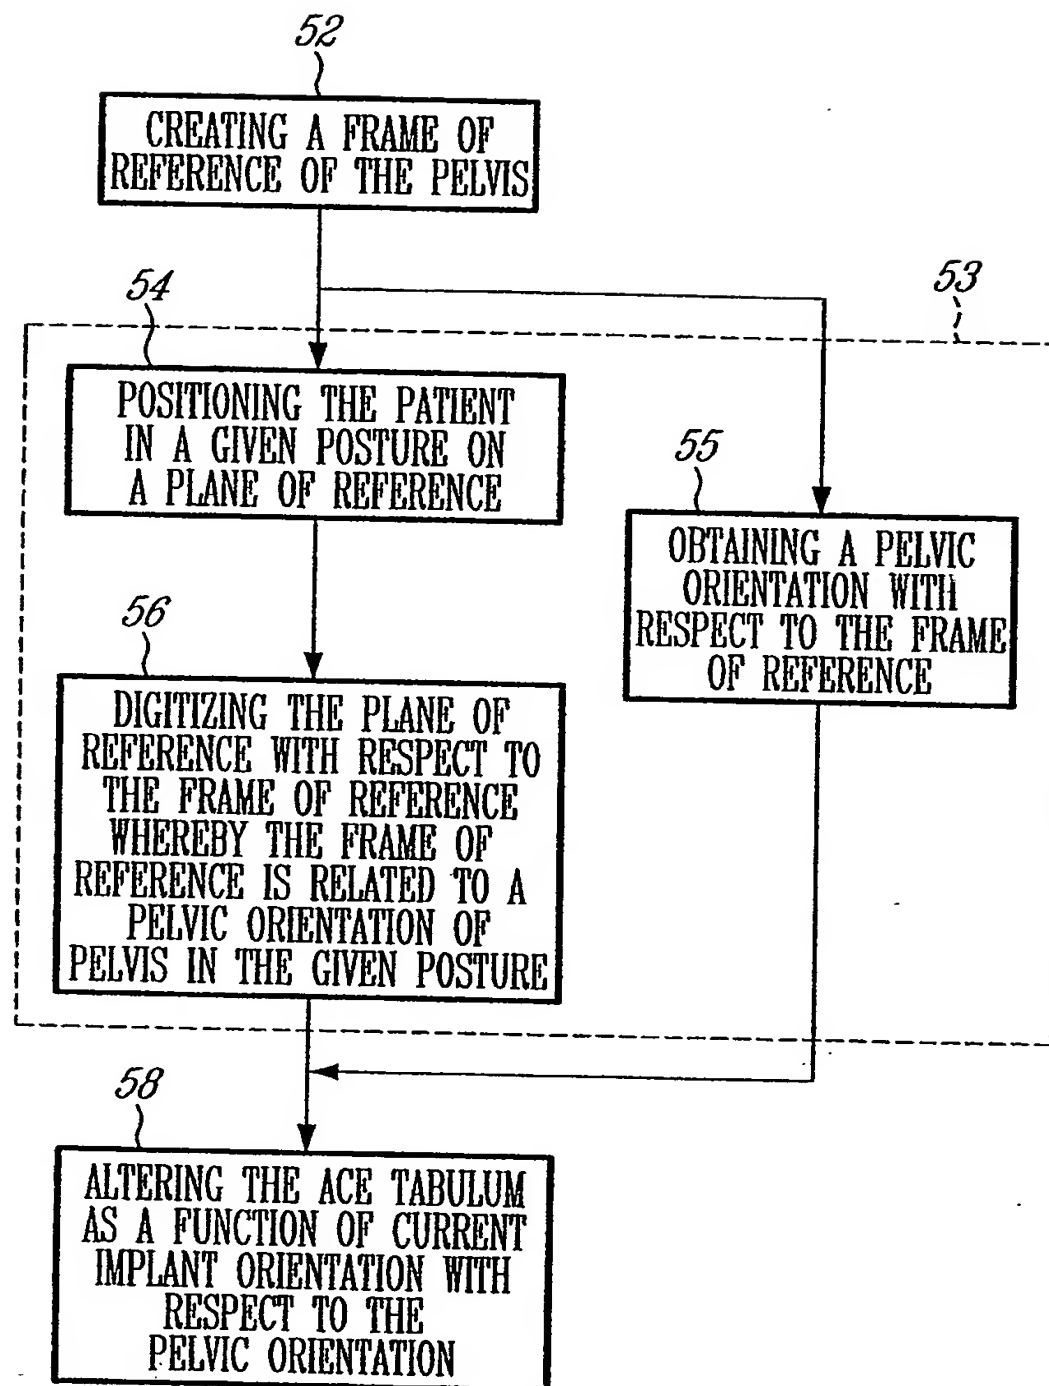 52
CREATING A FRAME OF
REFERENCE OF THE PELVIS
53
54
POSITIONING THE PATIENT
IN A GIVEN POSTURE ON
A PLANE OF REFERENCE
55
OBTAINING A PELVIC
ORIENTATION WITH
RESPECT TO THE FRAME
OF REFERENCE
56
DIGITIZING THE PLANE OF
REFERENCE WITH RESPECT TO
THE FRAME OF REFERENCE
WHEREBY THE FRAME OF
REFERENCE IS RELATED TO A
PELVIC ORIENTATION OF
PELVIS IN THE GIVEN POSTURE
58
ALTERING THE ACE TABULUM
AS A FUNCTION OF CURRENT
IMPLANT ORIENTATION WITH
RESPECT TO THE
PELVIC ORIENTATION